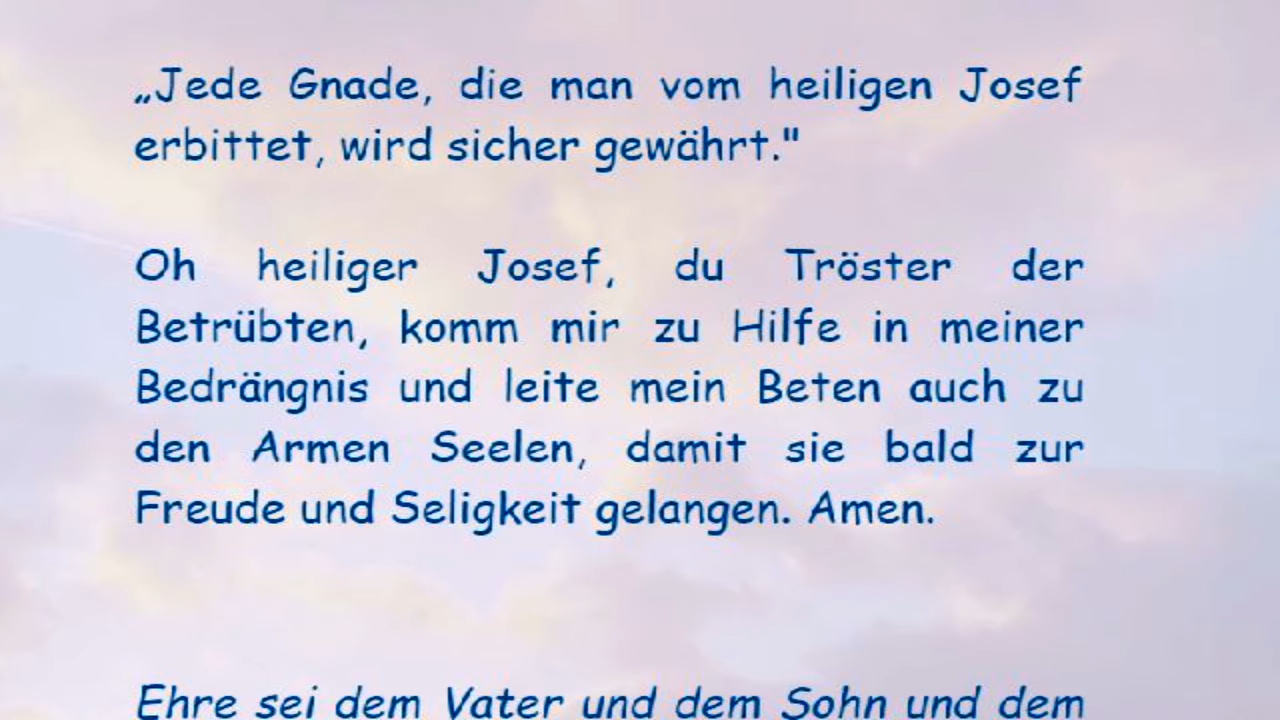 „Jede Gnade, die man vom heiligen Josef
erbittet, wird sicher gewährt."
Oh heiliger Josef, du Tröster der
Betrübten, komm mir zu Hilfe in meiner
Bedrängnis und leite mein Beten auch zu
den Armen Seelen, damit sie bald zur
Freude und Seligkeit gelangen. Amen.
Ehre sei dem Vater und dem Sohn und dem